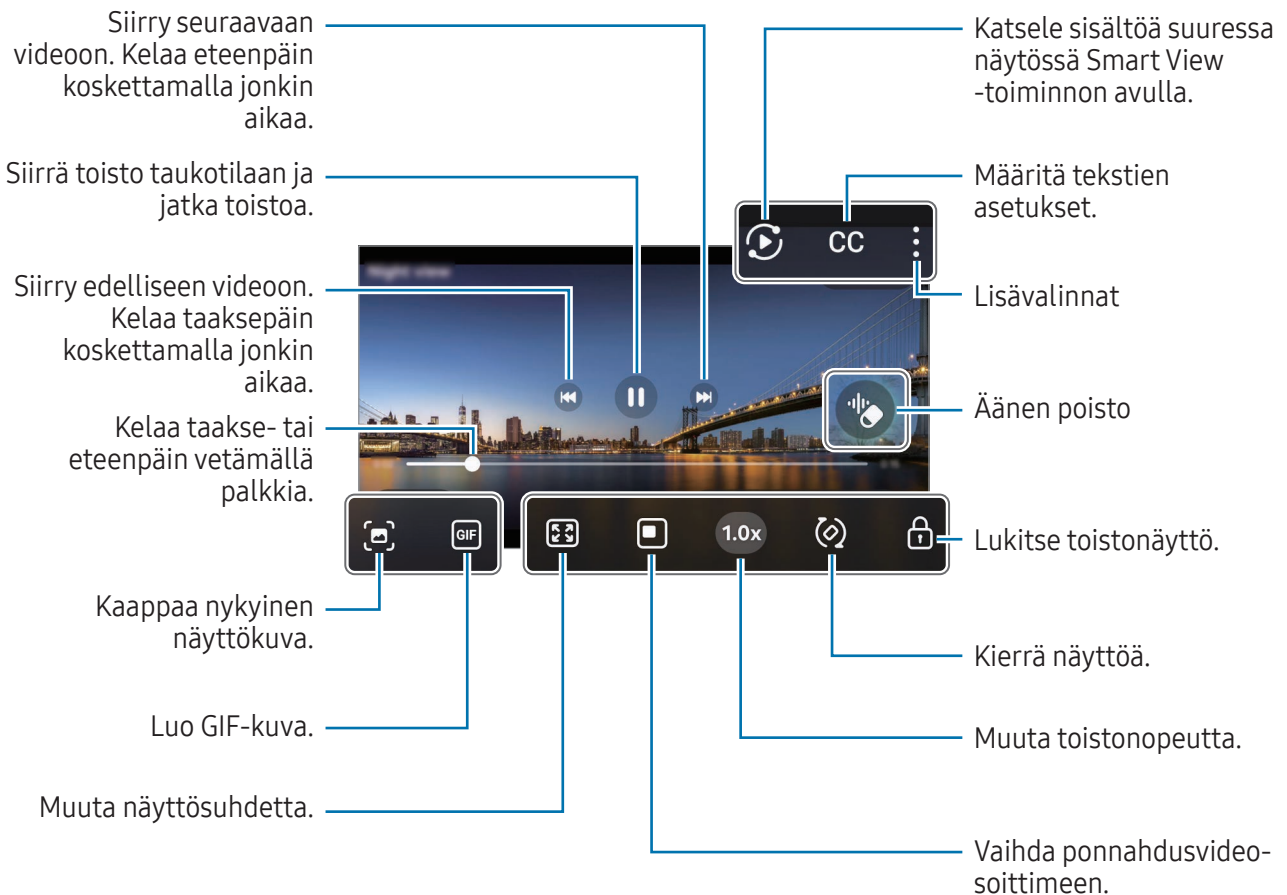 Siirry seuraavaan
videoon. Kelaa eteenpäin
koskettamalla jonkin
aikaa.
Siirrä toisto taukotilaan ja
jatka toistoa.
Siirry edelliseen videoon.
Kelaa taaksepäin
koskettamalla jonkin
aikaa.
Kelaa taakse- tai
eteenpäin vetämällä
palkkia.
Kaappaa nykyinen
näyttökuva.
Luo GIF-kuva.
Muuta näyttösuhdetta.
Night view
CC
GIF
1.0x
Katsele sisältöä suuressa
näytössä Smart View
-toiminnon avulla.
Määritä tekstien
asetukset.
Lisävalinnat
Äänen poisto
Lukitse toistonäyttö.
Kierrä näyttöä.
Muuta toistonopeutta.
Vaihda ponnahdusvideo-
soittimeen.